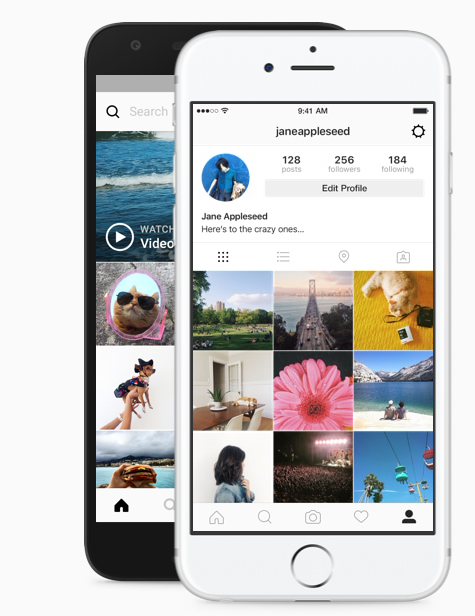 Search
WATCH
Video
9:41 AM
janeappleseed
128 256 184
posts followers following
Edit Profile
Jane Appleseed
Here's to the crazy ones...